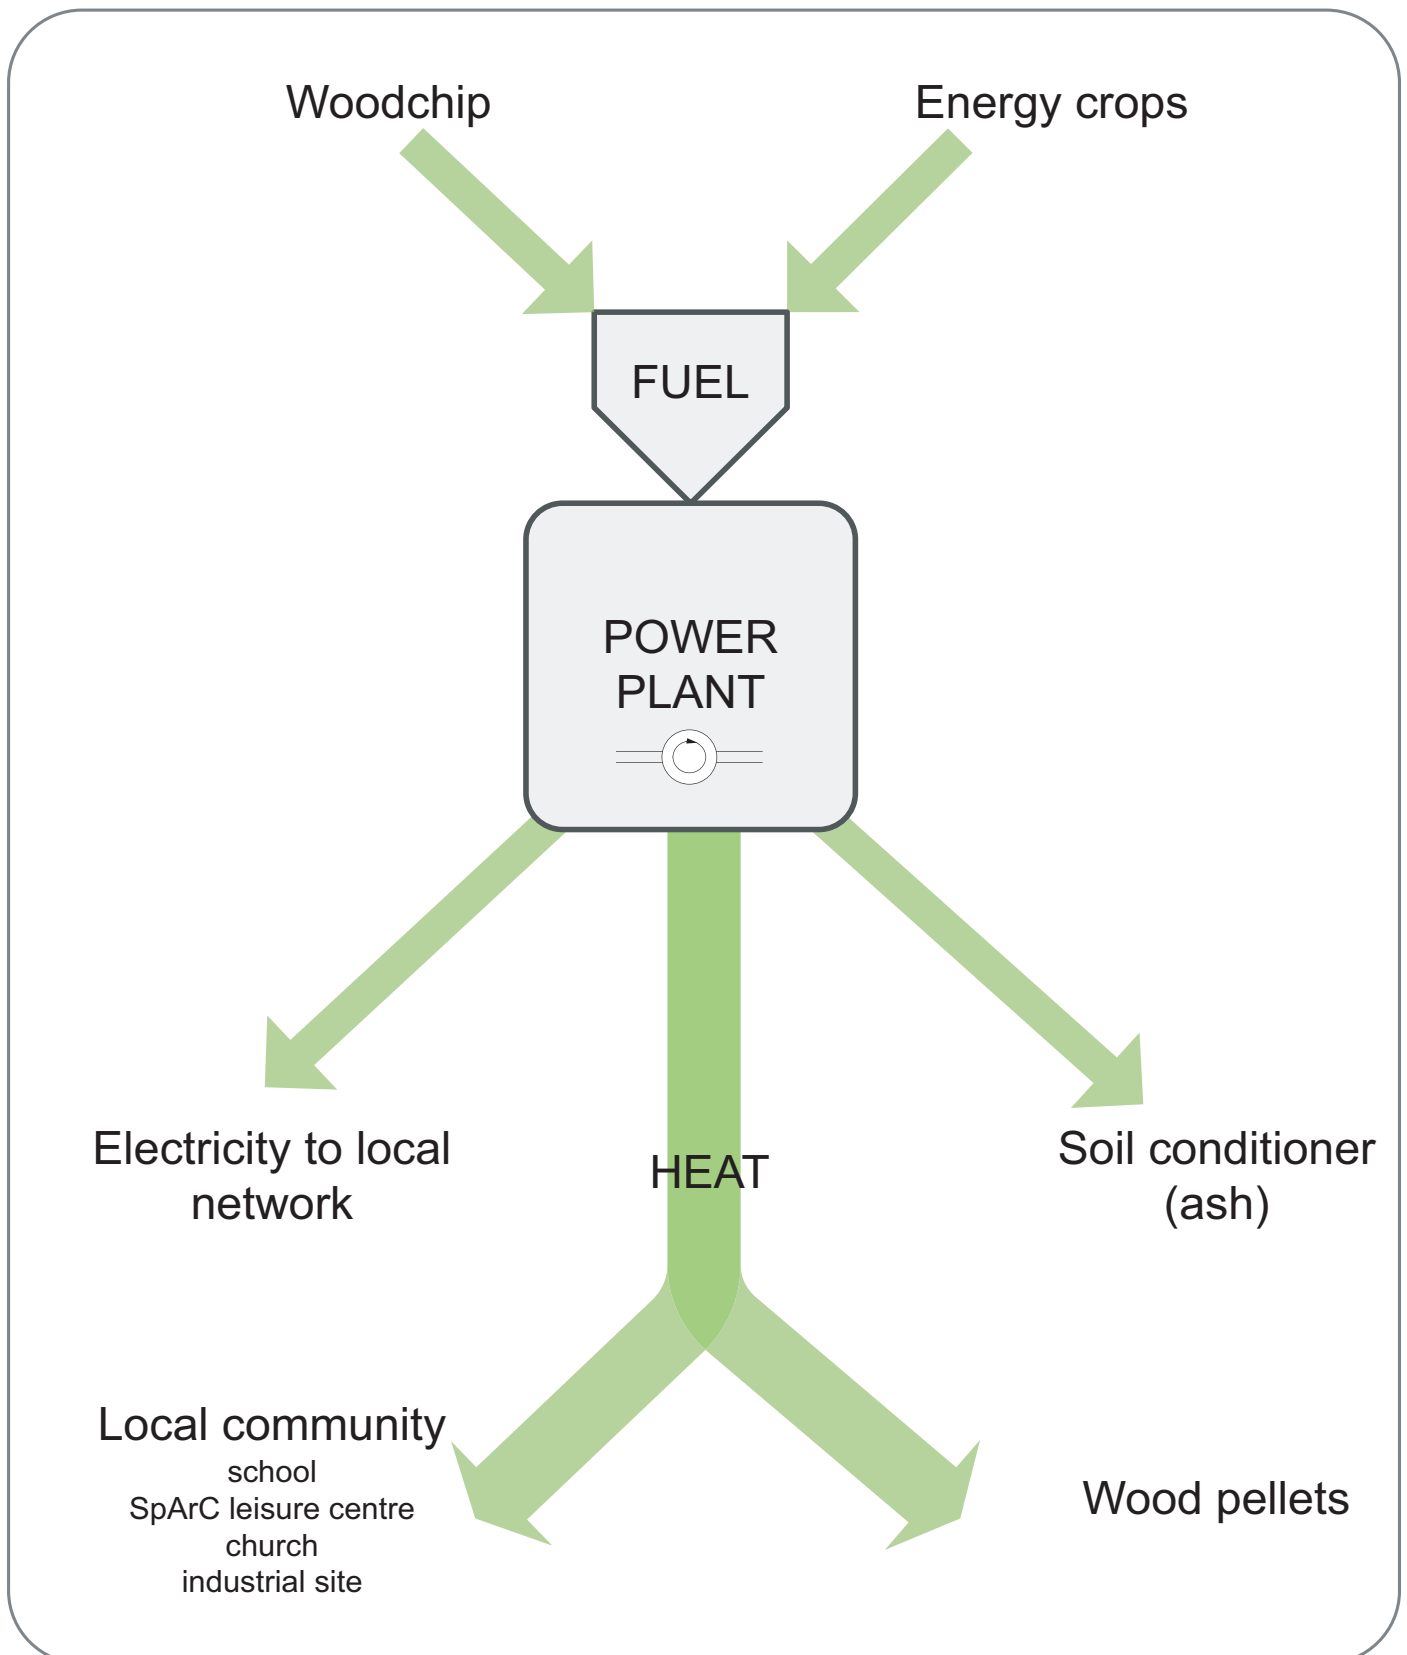 Woodchip
Energy crops
FUEL
POWER
PLANT
Electricity to local
network
HEAT
Soil conditioner
(ash)
Local community
school
SpArC leisure centre
church
industrial site
Wood pellets